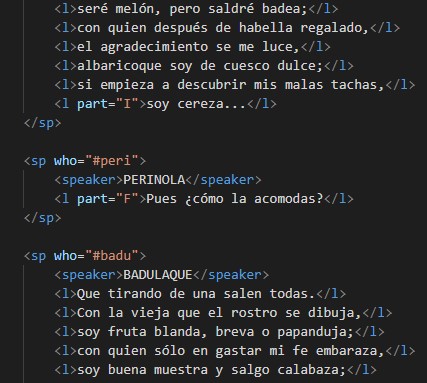 <l>seré melón, pero saldré badea;</l>
<l>con quien después de habella regalado,</l>
<l>el agradecimiento se me luce,</l>
<l>albaricoque soy de cuesco dulce;</l>
<l>si empieza a descubrir mis malas tachas,</l>
<l part="I">soy cereza...</l>
</sp>
<sp who="#peri">
<speaker>PERINOLA</speaker>
<l part="F">Pues ¿cómo la acomodas?</l>
</sp>
<sp who="#badu">
<speaker>BADULAQUE</speaker>
<l>Que tirando de una salen todas.</l>
<l>Con la vieja que el rostro se dibuja,</l>
<l>soy fruta blanda, breva o papanduja;</l>
<l>con quien sólo en gastar mi fe embaraza,</l>
<l>soy buena muestra y salgo calabaza;</l>